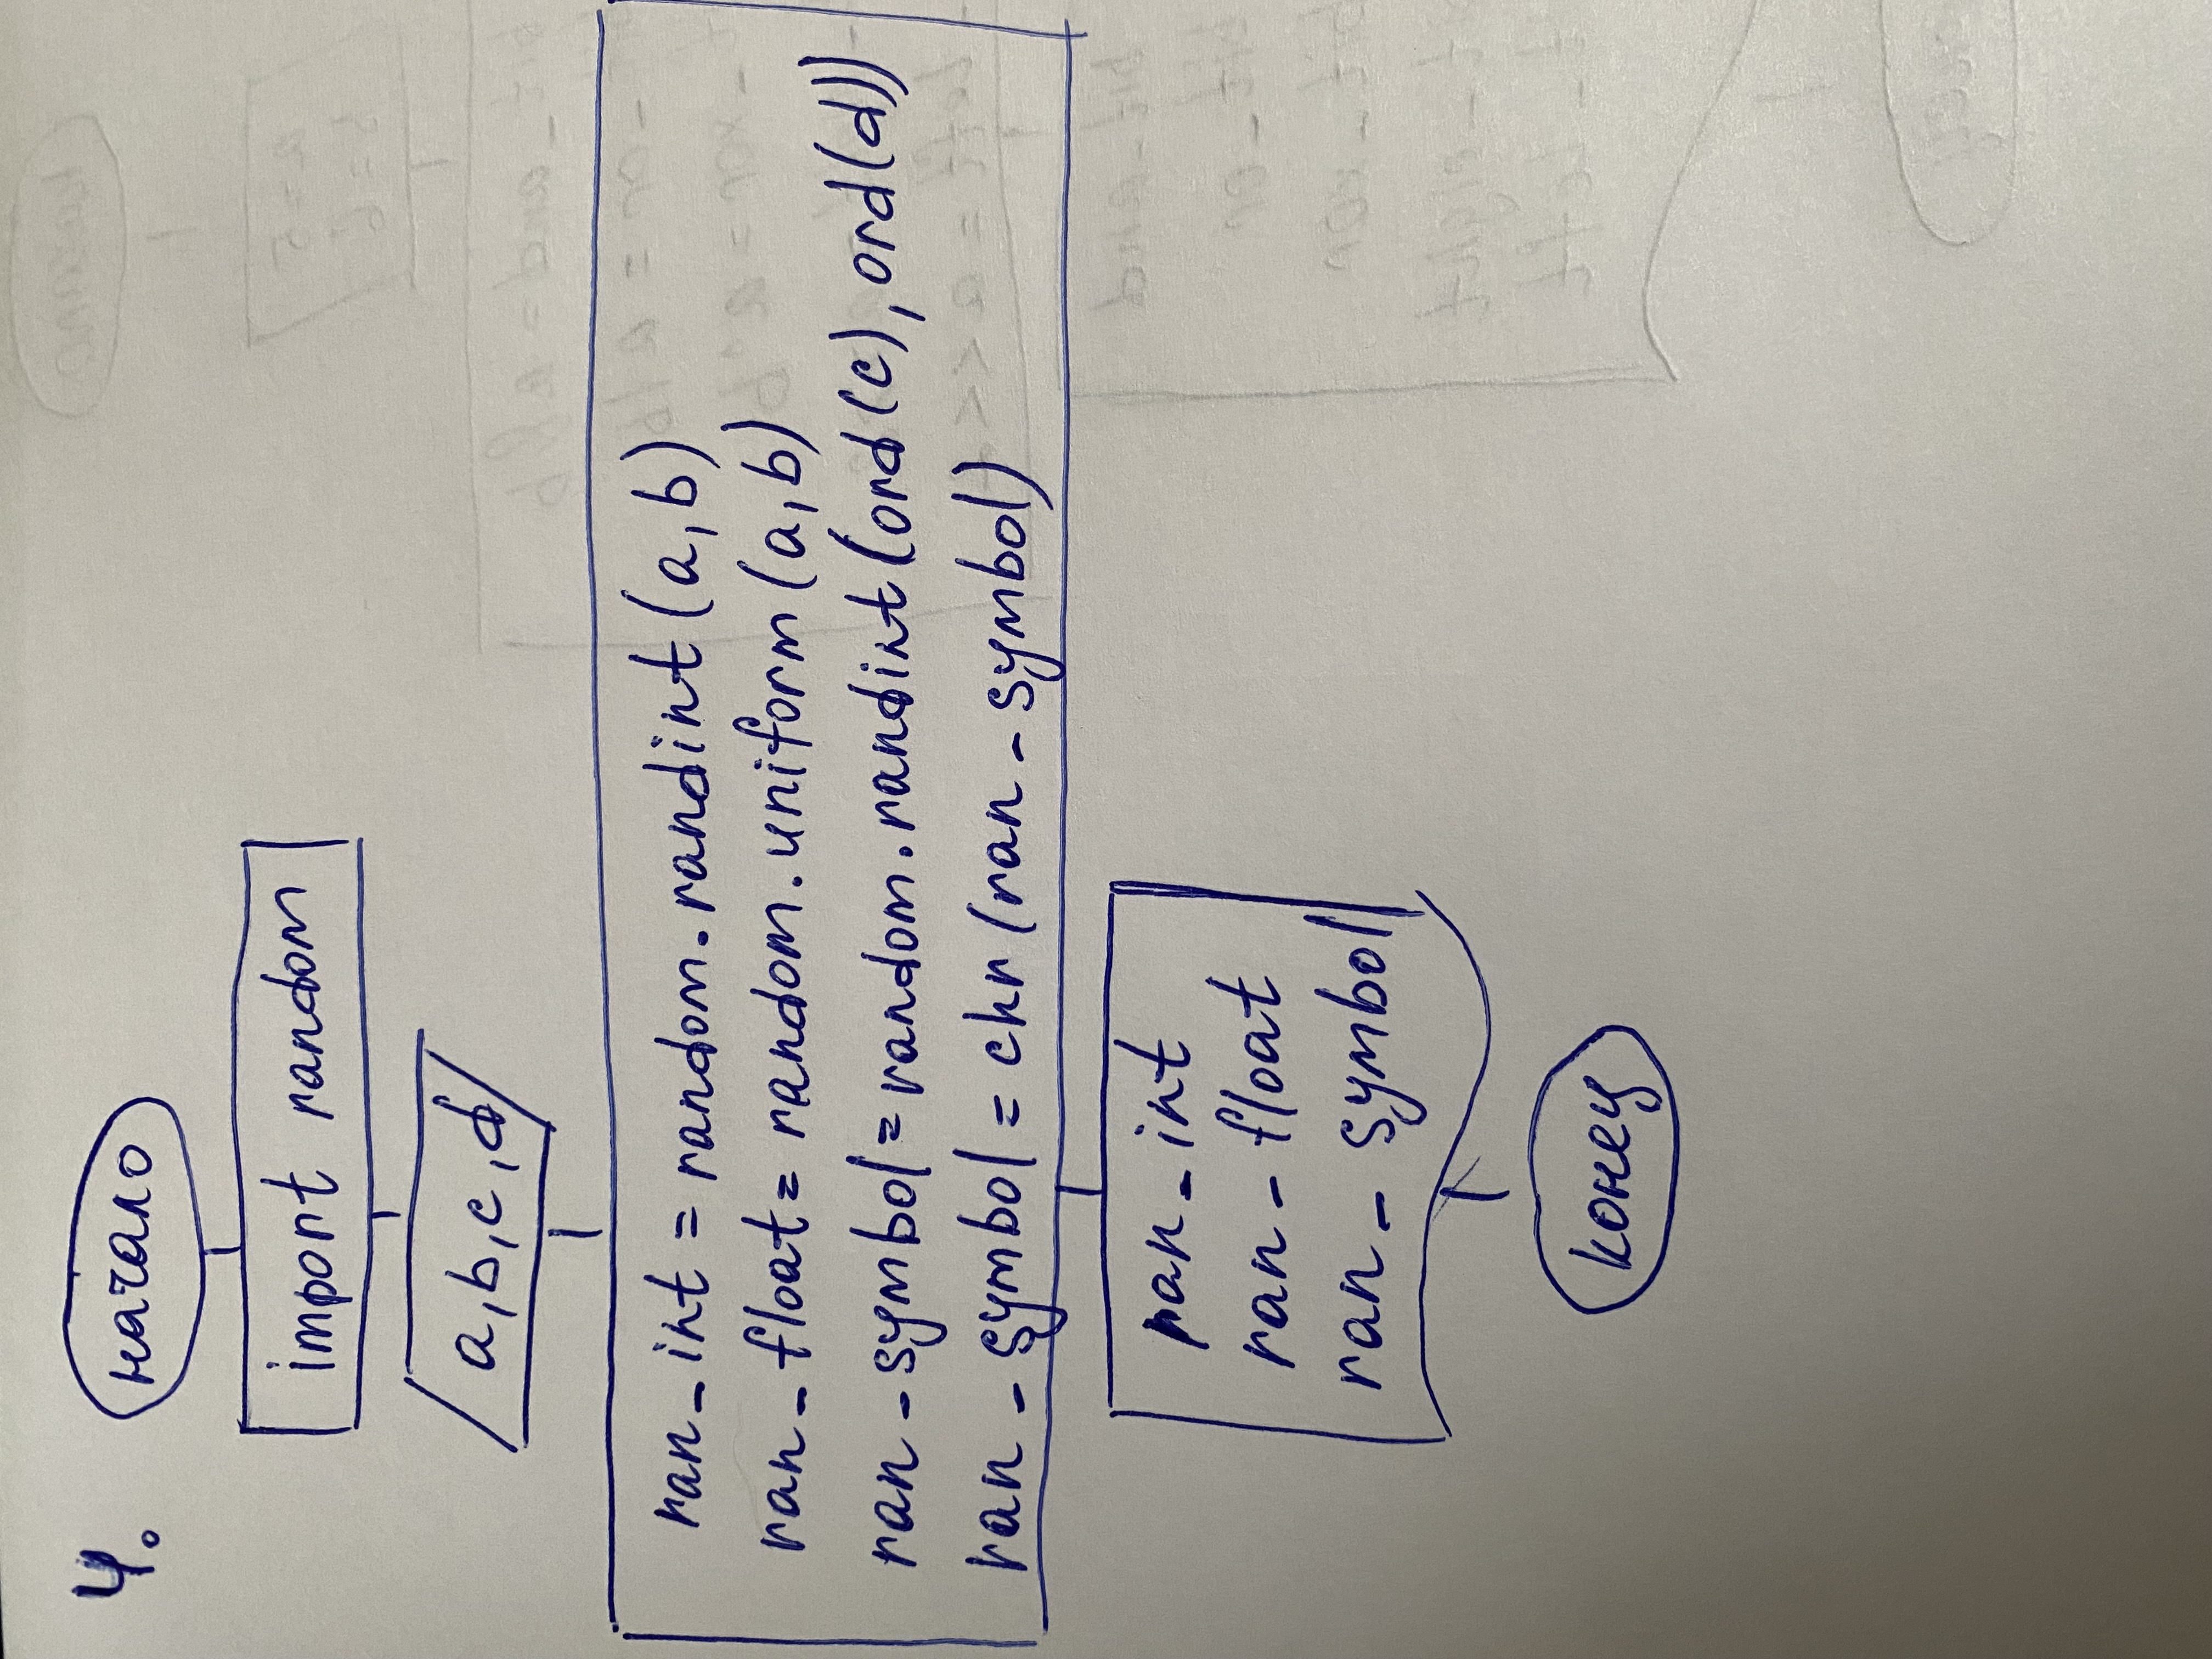 4.
начало
import random
a, b, c, d
ran_int = random.randint(a, b)
ran_float = random.uniform(a, b)
ran_symbol = random.randint(ord(c), ord(d))
ran_symbol = chr(ran_symbol)
ran_int
ran_float
ran_symbol
конец